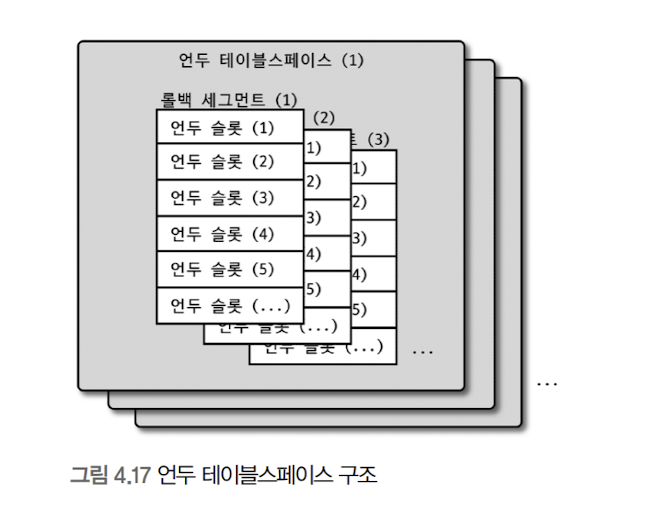 언두 테이블스페이스 (1)
롤백 세그먼트 (1)
(2)
(3)
언두 슬롯 (1)
언두 슬롯 (2)
언두 슬롯 (3)
언두 슬롯 (4)
언두 슬롯 (5)
언두 슬롯 (...)
1)
2)
3)
4)
5)
언두 슬롯 (...)
1)
2)
3)
4)
5)
언두 슬롯 (...)
...
...
그림 4.17 언두 테이블스페이스 구조